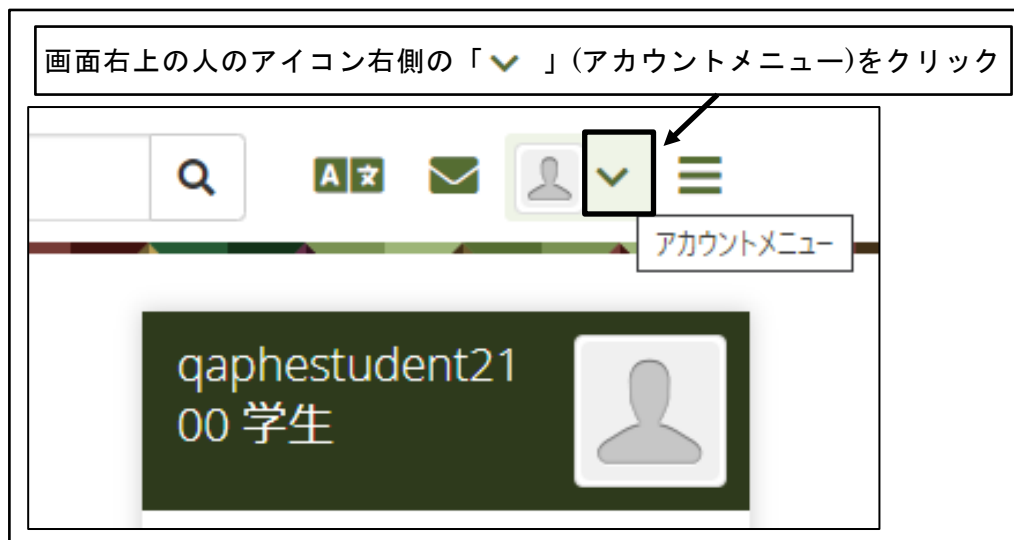 画面右上の人のアイコン右側の「 」(アカウントメニュー)をクリック
A 文
アカウントメニュー
qaphestudent21
00 学生